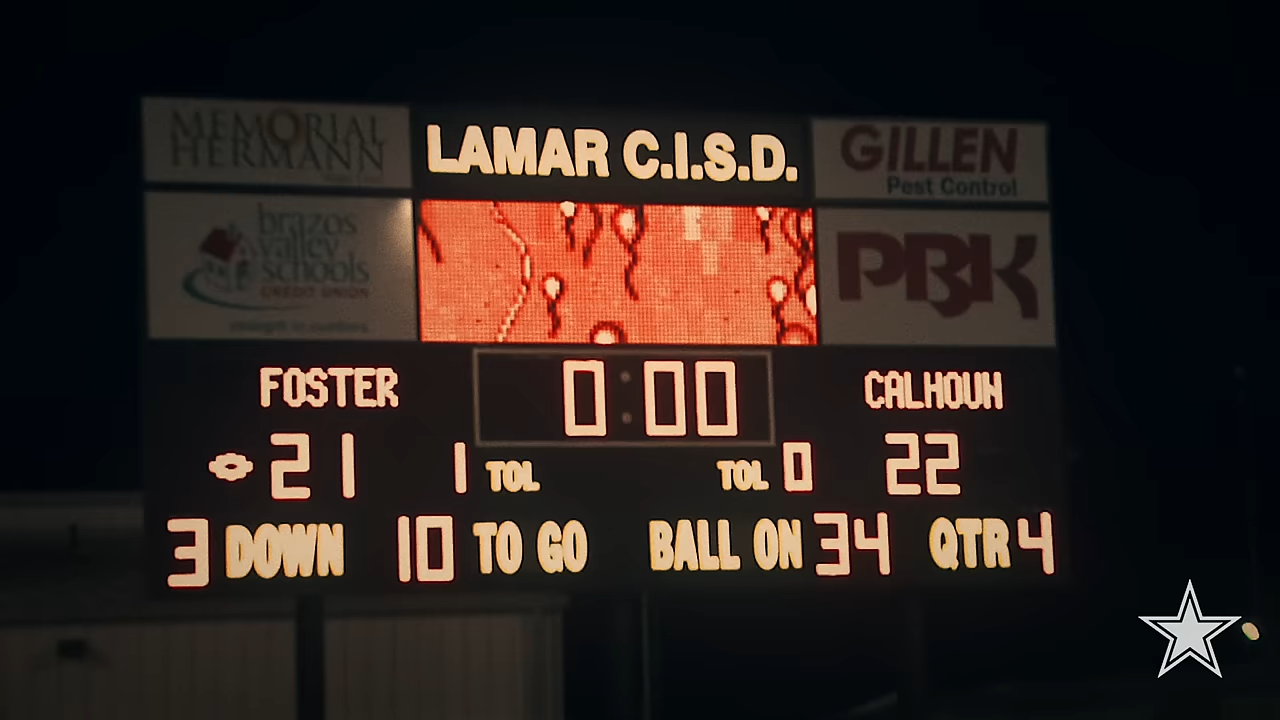 MEMORIAL
HERMANN
LAMAR C.I.S.D.
GILLEN
Pest Control
brazos
valley
schools
CREDIT UNION
PBK
FOSTER
0:00
CALHOUN
21
1 TOL
TOL 0
22
3 DOWN
10 TO GO
BALL ON 34
QTR 4